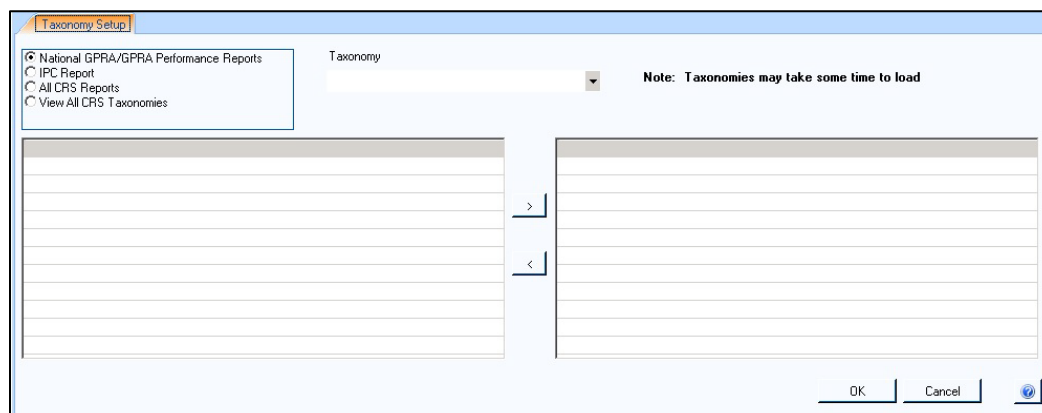 Taxonomy Setup
National GPRA/GPRA Performance Reports
IPC Report
All CRS Reports
View All CRS Taxonomies
Taxonomy
Note: Taxonomies may take some time to load
>
<
OK
Cancel
?